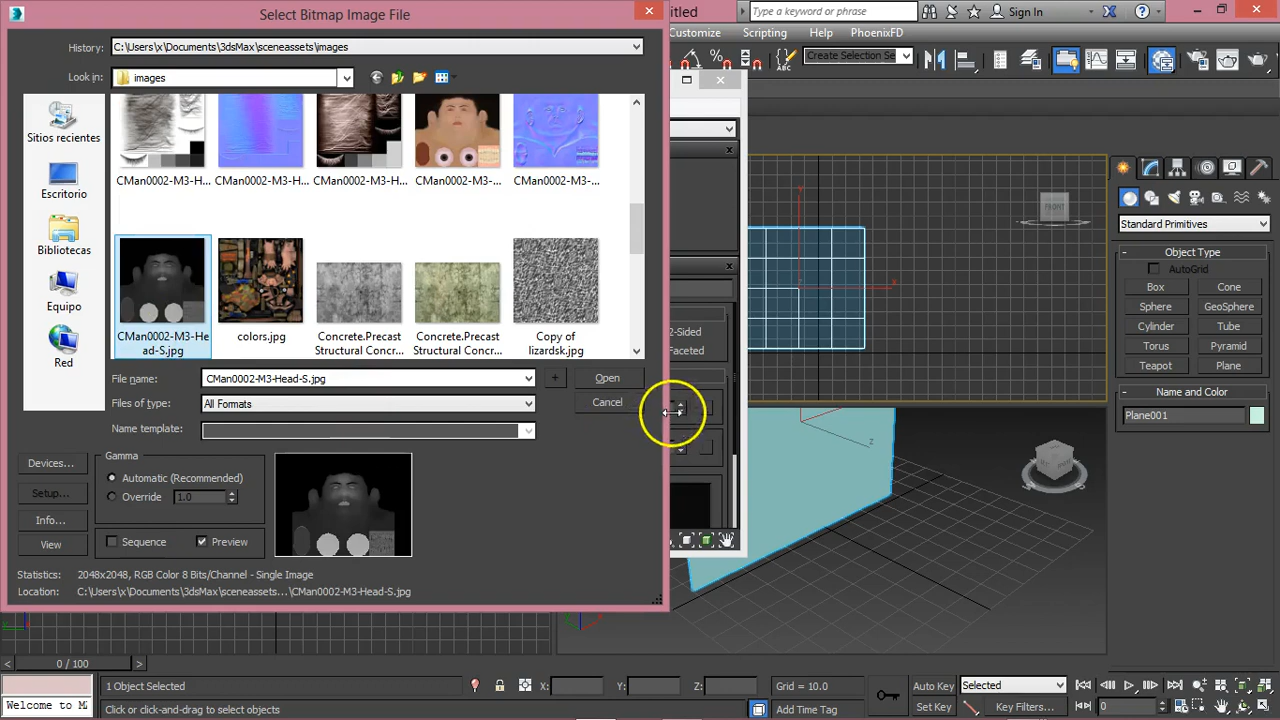 Select Bitmap Image File
History:
C:\Users\x\Documents\3dsMax\sceneassets\images
Look in:
images
Sitios recientes
Escritorio
Bibliotecas
Equipo
Red
CMan0002-M3-H...
CMan0002-M3-H...
CMan0002-M3-H...
CMan0002-M3-...
CMan0002-M3-...
CMan0002-M3-He
ad-S.jpg
colors.jpg
Concrete.Precast
Structural Concr...
Concrete.Precast
Structural Concr...
Copy of
lizardsk.jpg
File name:
CMan0002-M3-Head-S.jpg
+
Open
Files of type:
All Formats
Cancel
Name template:
Devices...
Setup...
Info...
View
Gamma
Automatic (Recommended)
Override
1.0
Sequence
Preview
Statistics:
2048x2048, RGB Color 8 Bits/Channel - Single Image
Location:
C:\Users\x\Documents\3dsMax\sceneassets...\CMan0002-M3-Head-S.jpg
ntitled
Type a keyword or phrase
Sign In
Customize
Scripting
Help
PhoenixFD
Create Selection Se
2-Sided
Faceted
y
x
FRONT
z
Standard Primitives
Object Type
AutoGrid
Box
Cone
Sphere
GeoSphere
Cylinder
Tube
Torus
Pyramid
Teapot
Plane
Name and Color
Plane001
<
0 / 100
>
1 Object Selected
X:
Y:
Z:
Grid = 10.0
Auto Key
Selected
Welcome to M
Click or click-and-drag to select objects
Add Time Tag
Set Key
Key Filters...
0